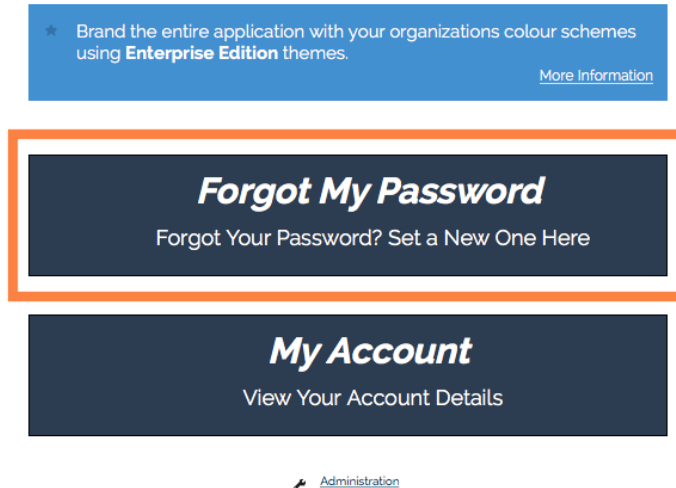 Brand the entire application with your organizations colour schemes
using Enterprise Edition themes.
More Information
Forgot My Password
Forgot Your Password? Set a New One Here
My Account
View Your Account Details
Administration